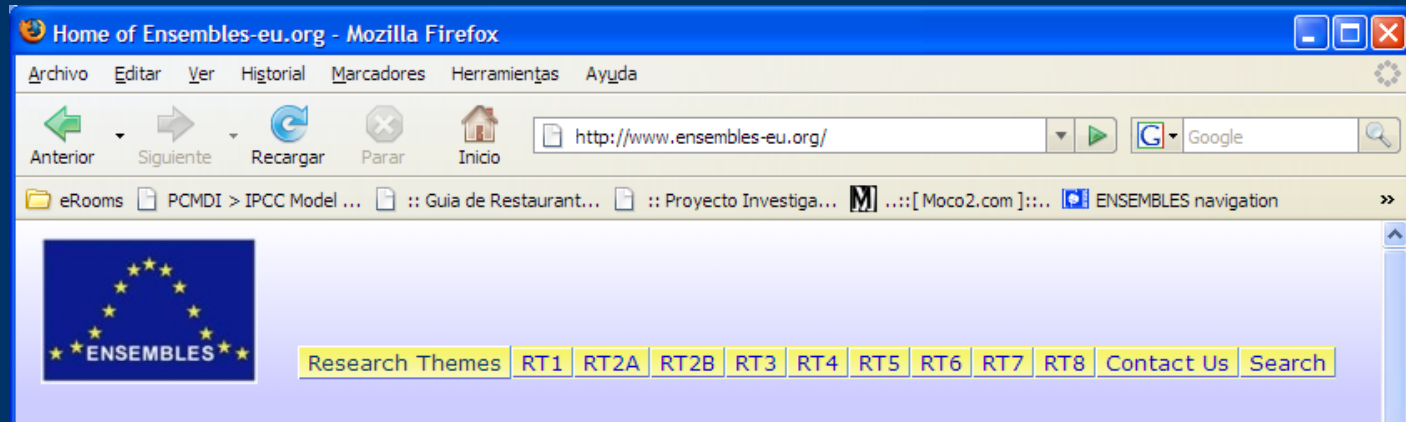 Home of Ensembles-eu.org - Mozilla Firefox
Archivo Editar Ver Historial Marcadores Herramientas Ayuda
http://www.ensembles-eu.org/ G Google
Anterior Siguiente Recargar Parar Inicio
eRooms PCMDI > IPCC Model ... :: Guia de Restaurant... :: Proyecto Investiga... M ..::[ Moco2.com ]::.. ENSEMBLES navigation »
ENSEMBLES
Research Themes RT1 RT2A RT2B RT3 RT4 RT5 RT6 RT7 RT8 Contact Us Search